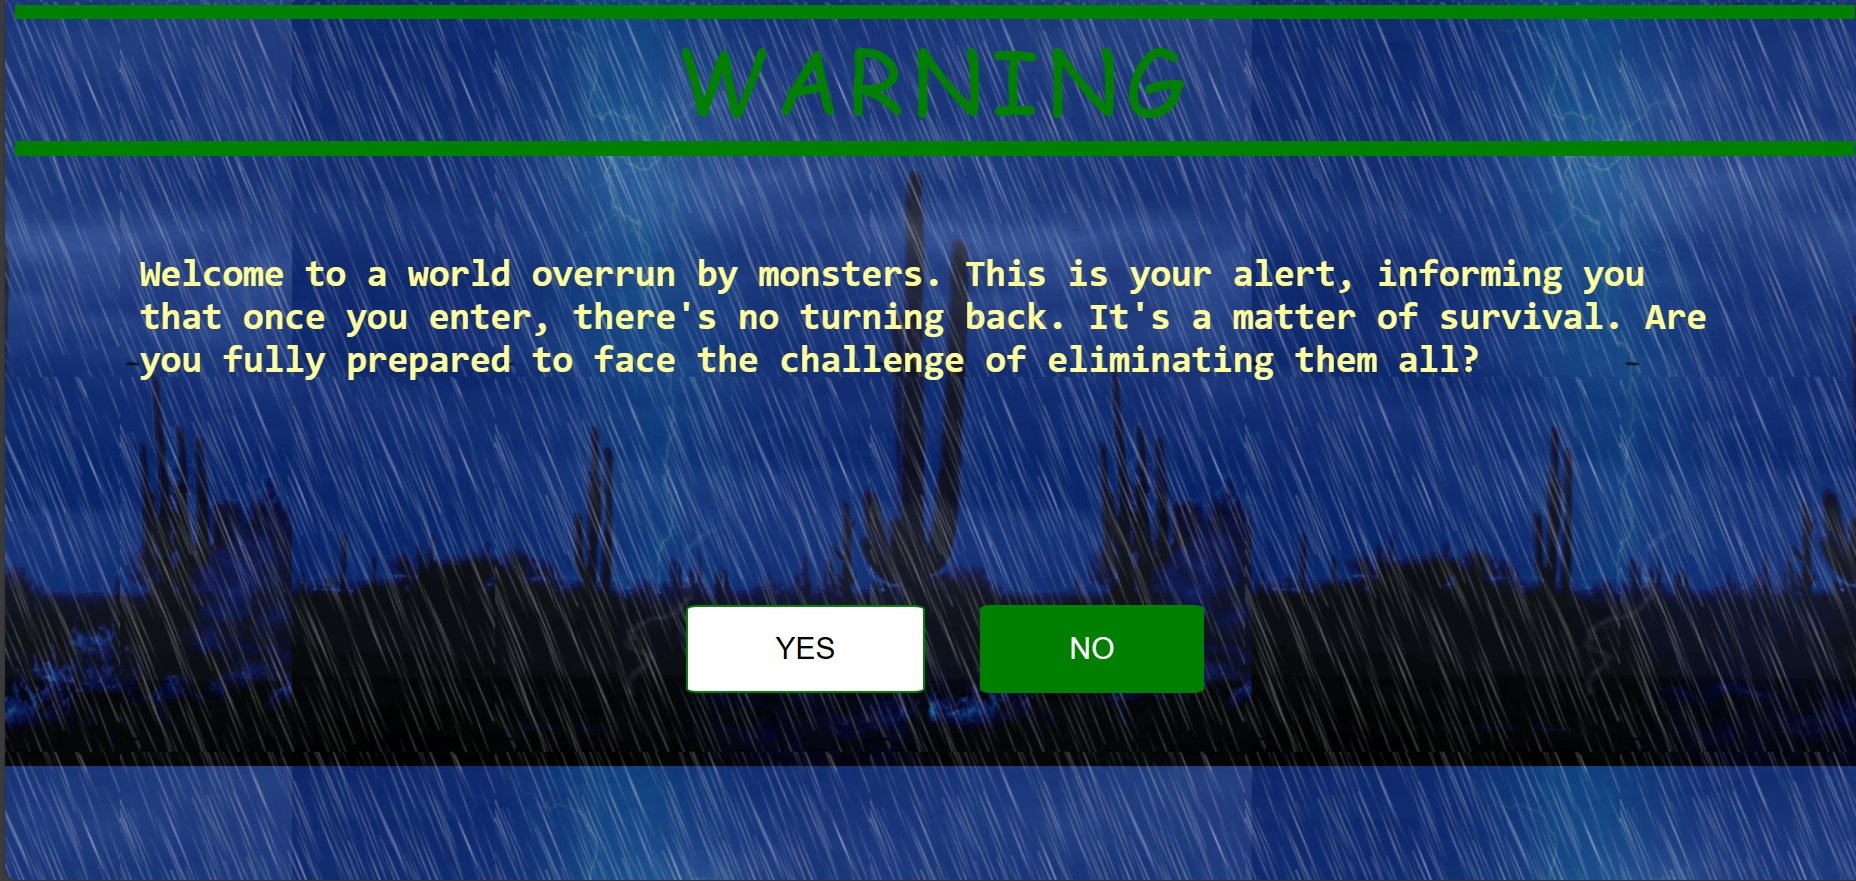 WARNING
Welcome to a world overrun by monsters. This is your alert, informing you
that once you enter, there's no turning back. It's a matter of survival. Are
you fully prepared to face the challenge of eliminating them all?
YES
NO